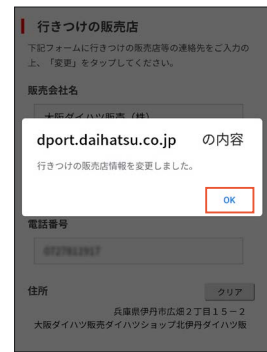 行きつけの販売店
下記フォームに行きつけの販売店等の連絡先をご入力の
上、「変更」をタップしてください。
販売会社名
大阪ダイハツ販売(株)
dport.daihatsu.co.jp の内容
行きつけの販売店情報を変更しました。
OK
電話番号
住所
クリア
兵庫県伊丹市広畑2丁目15-2
大阪ダイハツ販売ダイハツショップ北伊丹ダイハツ販